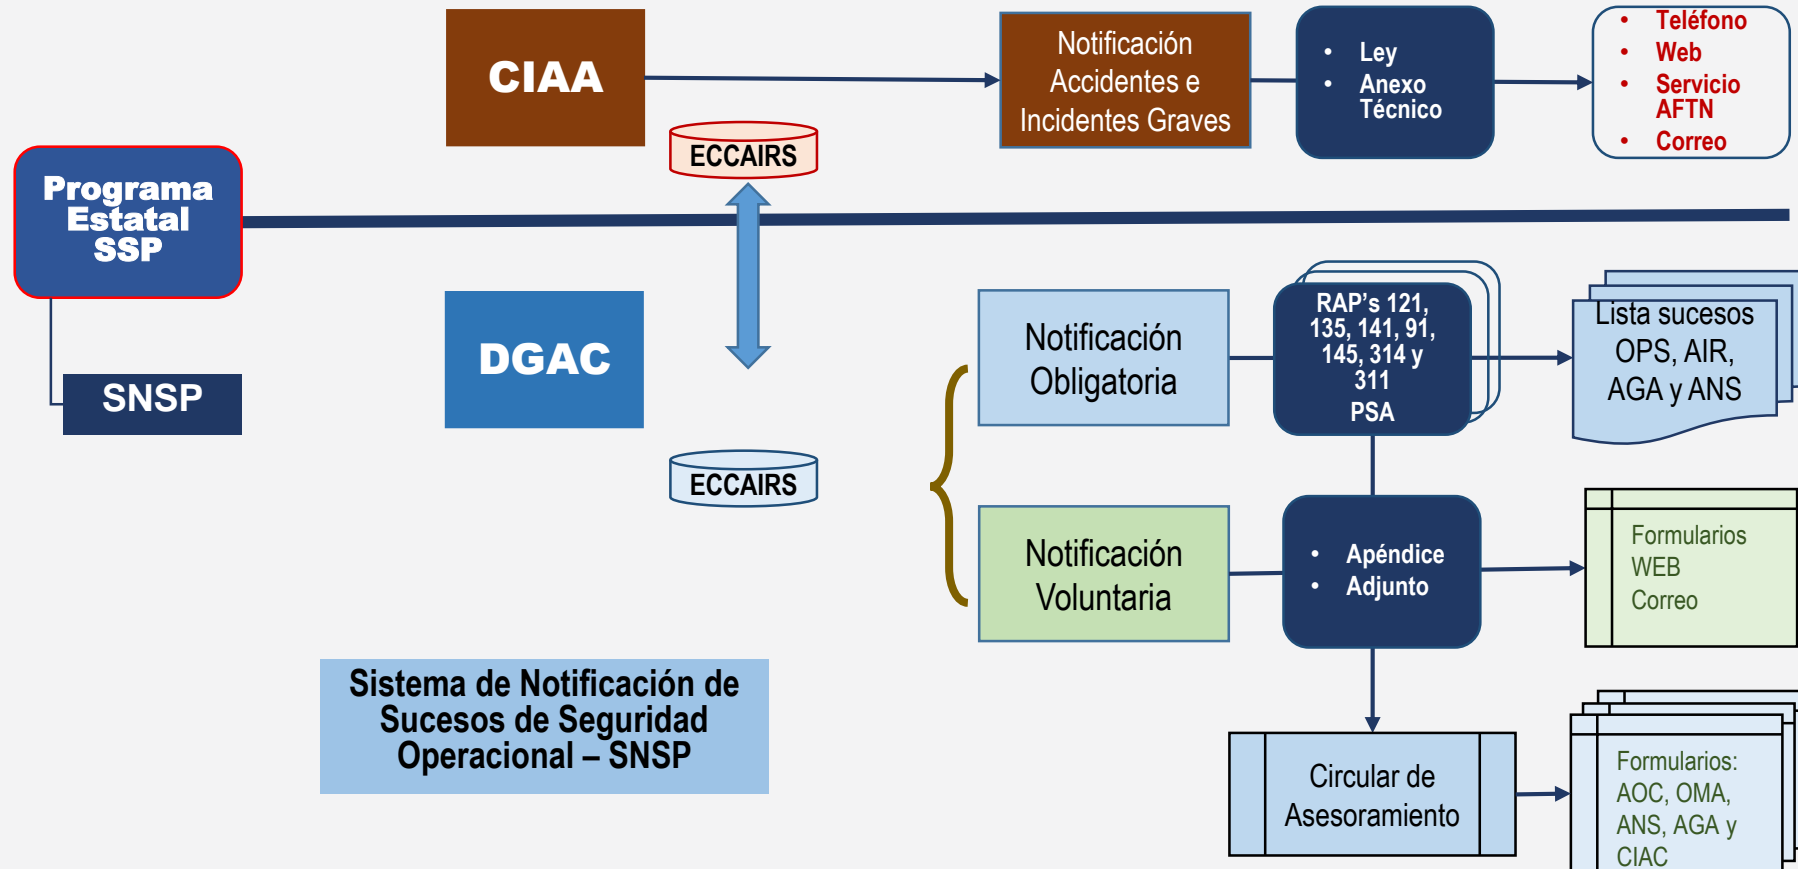 CIAA
Notificación
Accidentes e
Incidentes Graves
• Ley
• Anexo
Técnico
• Teléfono
• Web
• Servicio
AFTN
• Correo
ECCAIRS
Programa
Estatal
SSP
SNSP
DGAC
ECCAIRS
Notificación
Obligatoria
RAP's 121,
135, 141, 91,
145, 314 y
311
PSA
Lista sucesos
OPS, AIR,
AGA y ANS
Notificación
Voluntaria
• Apéndice
• Adjunto
Formularios
WEB
Correo
Sistema de Notificación de
Sucesos de Seguridad
Operacional – SNSP
Circular de
Asesoramiento
Formularios:
AOC, OMA,
ANS, AGA y
CIAC